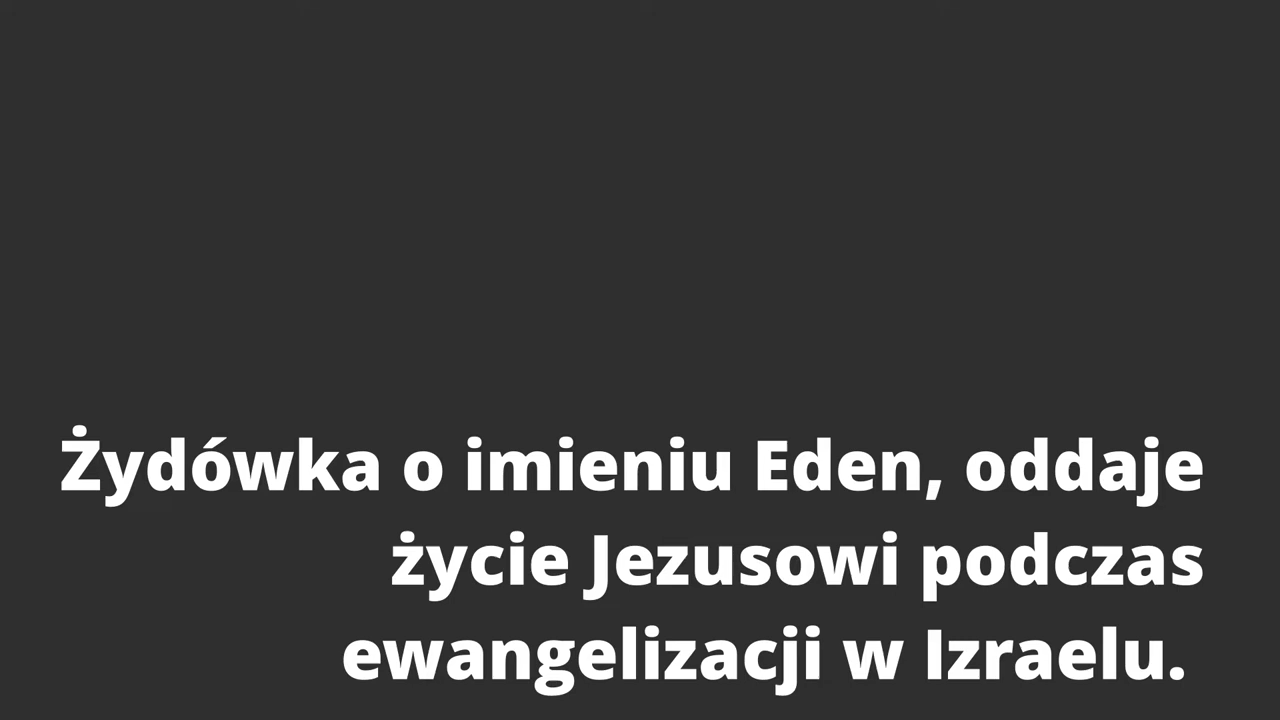 Żydówka o imieniu Eden, oddaje
życie Jezusowi podczas
ewangelizacji w Izraelu.